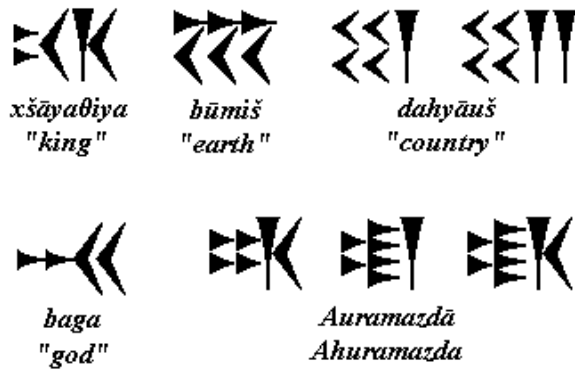 𐏋 𐏏 𐏌 𐏍
xšāyaθiya būmiš dahyāuš
"king" "earth" "country"
𐏎 𐏈 𐏉 𐏊
baga Auramazdā
"god" Ahuramazda